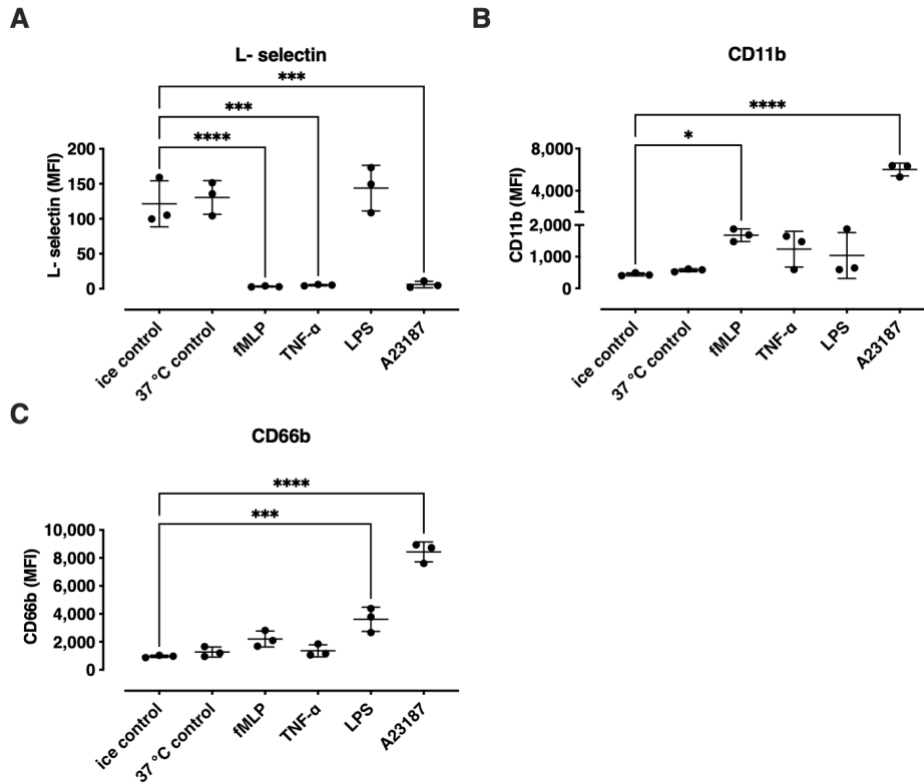 A
L- selectin
***
***
****
L- selectin (MFI)
200
150
100
50
0
ice control
37 °C control
fMLP
TNF-α
LPS
A23187
B
CD11b
****
*
CD11b (MFI)
8,000
4,000
2,000
1,000
0
ice control
37 °C control
fMLP
TNF-α
LPS
A23187
C
CD66b
****
***
CD66b (MFI)
10,000
8,000
6,000
4,000
2,000
0
ice control
37 °C control
fMLP
TNF-α
LPS
A23187